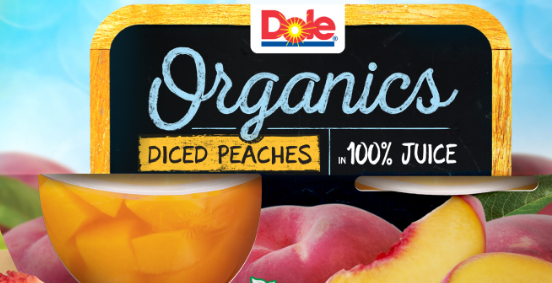 Dole
Organics
DICED PEACHES IN 100% JUICE